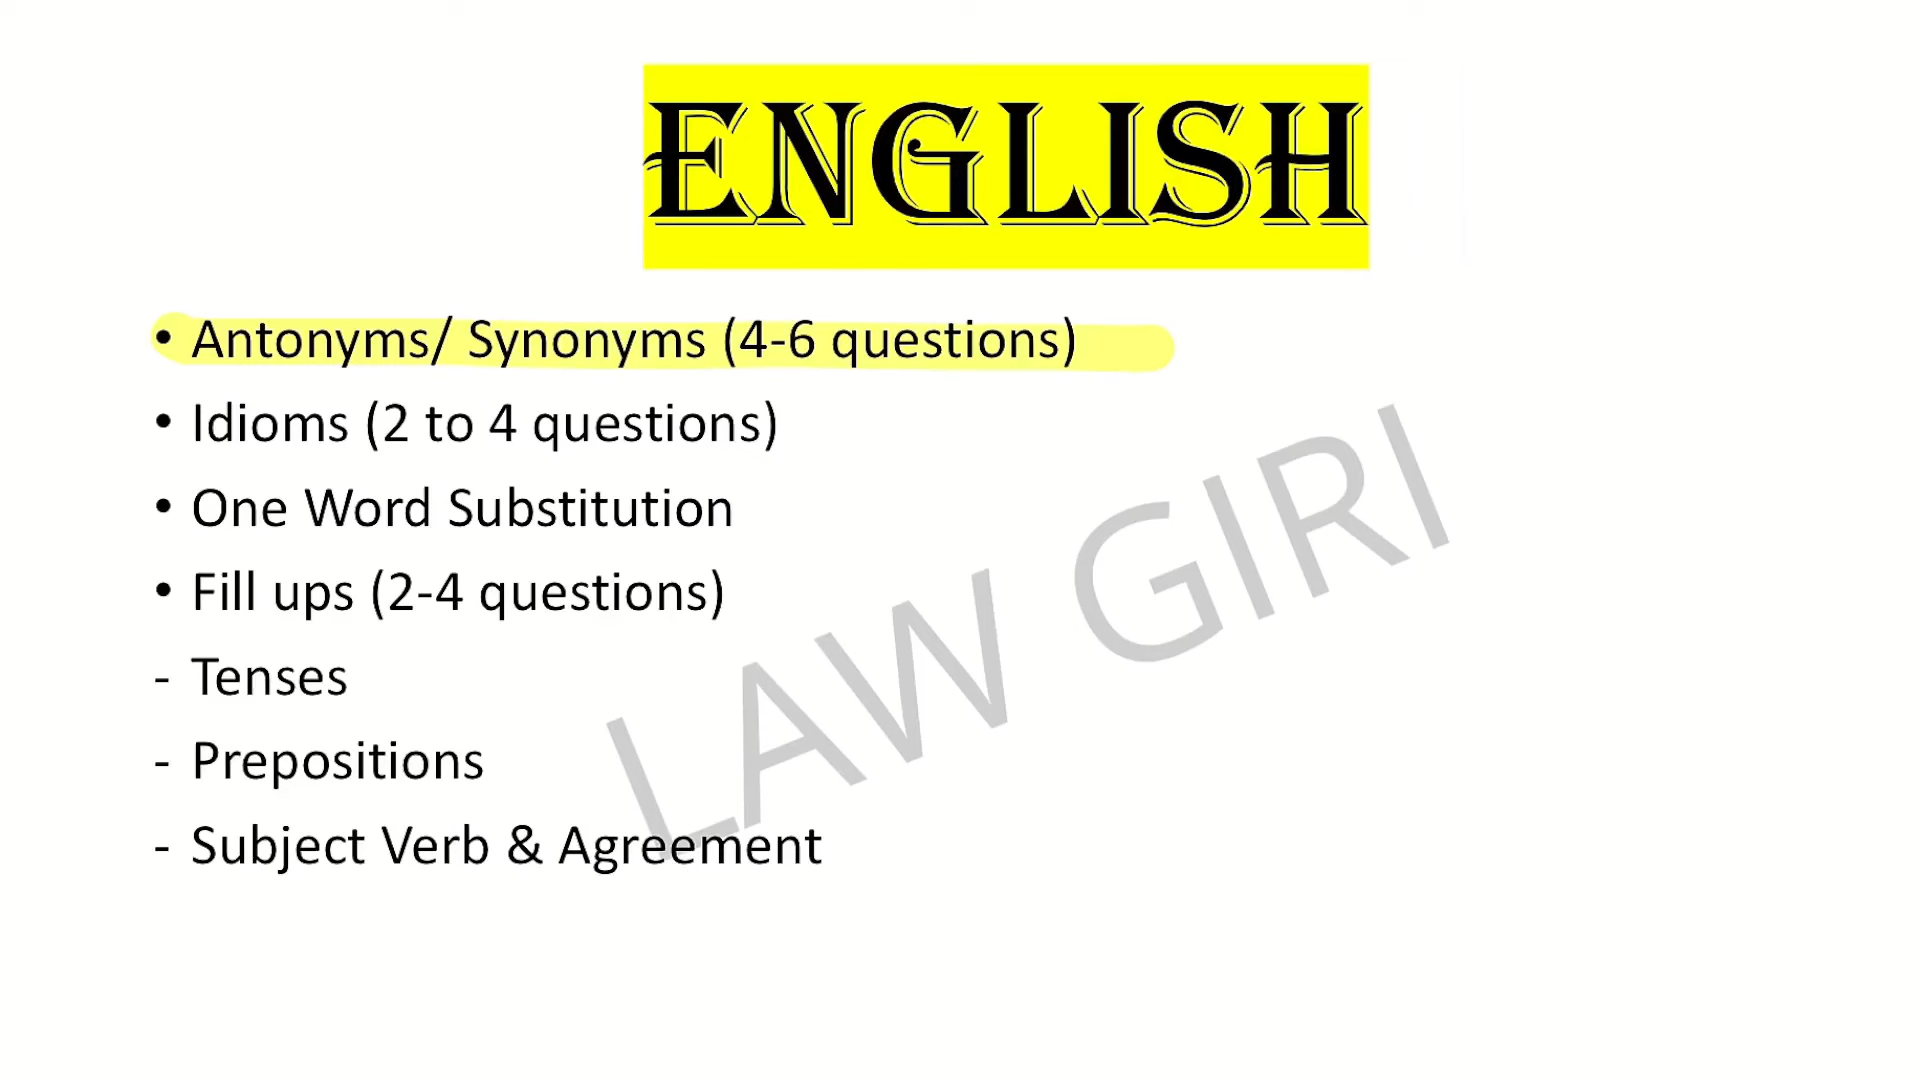 ENGLISH
• Antonyms/ Synonyms (4-6 questions)
• Idioms (2 to 4 questions)
• One Word Substitution
• Fill ups (2-4 questions)
- Tenses
- Prepositions
- Subject Verb & Agreement
LAW GIRI